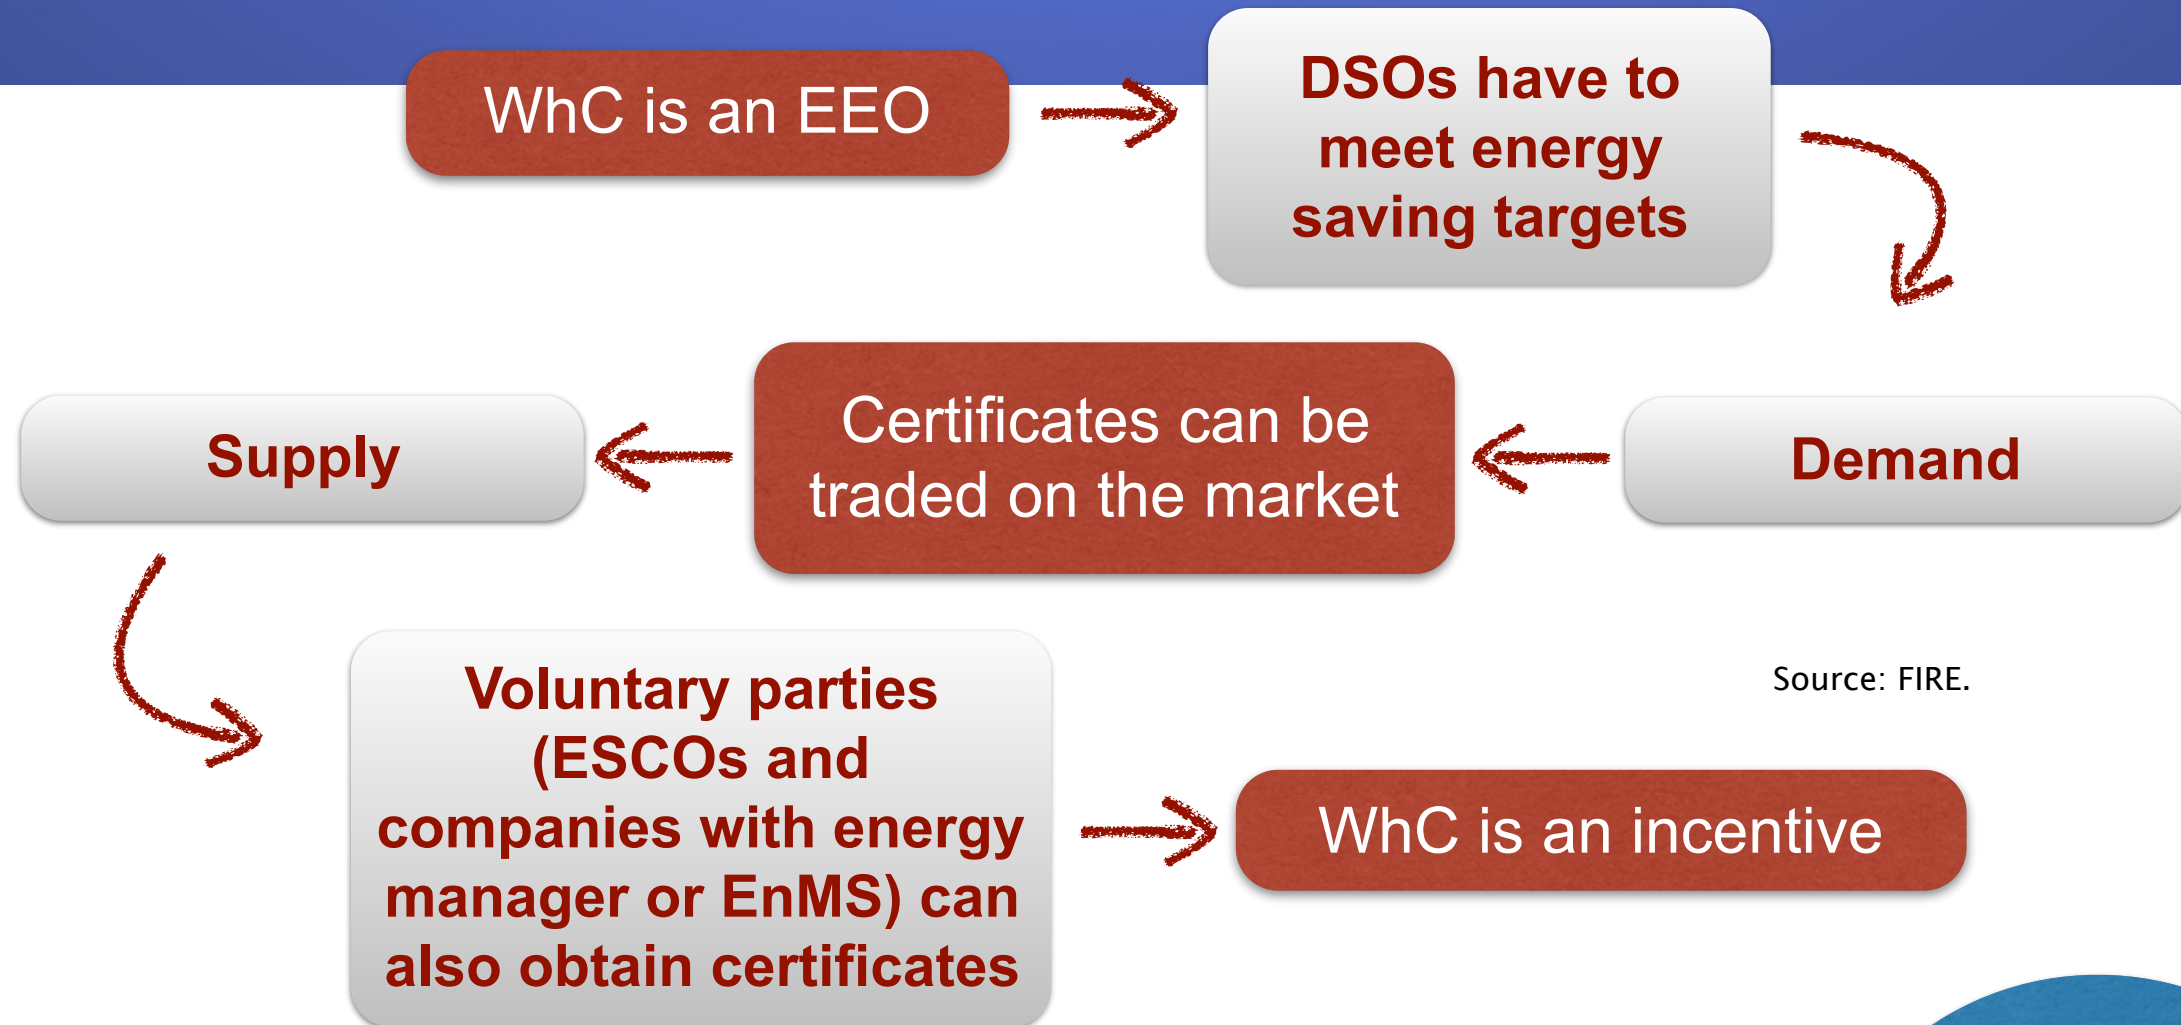 WhC is an EEO
DSOs have to
meet energy
saving targets
Demand
Certificates can be
traded on the market
Supply
Voluntary parties
(ESCOs and
companies with energy
manager or EnMS) can
also obtain certificates
WhC is an incentive
Source: FIRE.